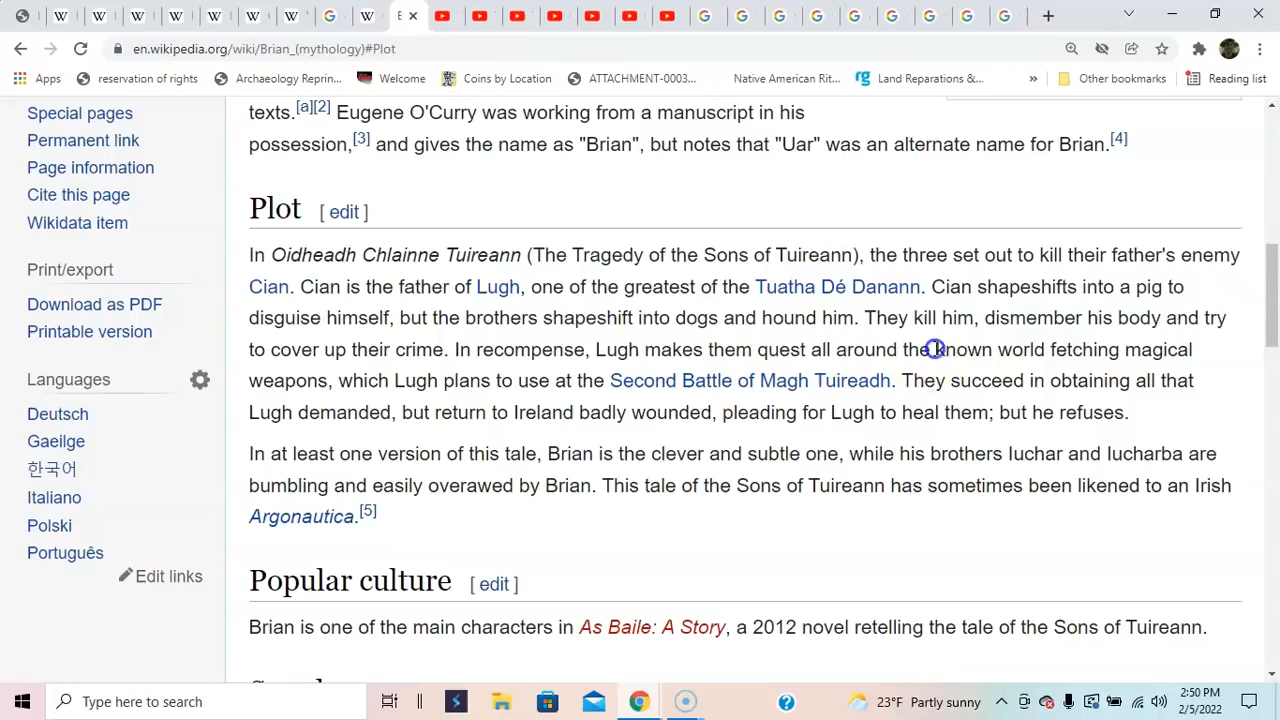 en.wikipedia.org/wiki/Brian_(mythology)#Plot
Apps
reservation of rights
Archaeology Reprin...
Welcome
Coins by Location
ATTACHMENT-0003...
Native American Rit...
Land Reparations &...
»
Other bookmarks
Reading list
Special pages
Permanent link
Page information
Cite this page
Wikidata item
Print/export
Download as PDF
Printable version
Languages
Deutsch
Gaeilge
한국어
Italiano
Polski
Português
Edit links
texts.[a][2] Eugene O'Curry was working from a manuscript in his
possession,[3] and gives the name as "Brian", but notes that "Uar" was an alternate name for Brian.[4]
Plot [ edit ]
In Oidheadh Chlainne Tuireann (The Tragedy of the Sons of Tuireann), the three set out to kill their father's enemy
Cian. Cian is the father of Lugh, one of the greatest of the Tuatha Dé Danann. Cian shapeshifts into a pig to
disguise himself, but the brothers shapeshift into dogs and hound him. They kill him, dismember his body and try
to cover up their crime. In recompense, Lugh makes them quest all around the known world fetching magical
weapons, which Lugh plans to use at the Second Battle of Magh Tuireadh. They succeed in obtaining all that
Lugh demanded, but return to Ireland badly wounded, pleading for Lugh to heal them; but he refuses.
In at least one version of this tale, Brian is the clever and subtle one, while his brothers Iuchar and Iucharba are
bumbling and easily overawed by Brian. This tale of the Sons of Tuireann has sometimes been likened to an Irish
Argonautica.[5]
Popular culture [ edit ]
Brian is one of the main characters in As Baile: A Story, a 2012 novel retelling the tale of the Sons of Tuireann.
Type here to search
23°F Partly sunny
2:50 PM
2/5/2022